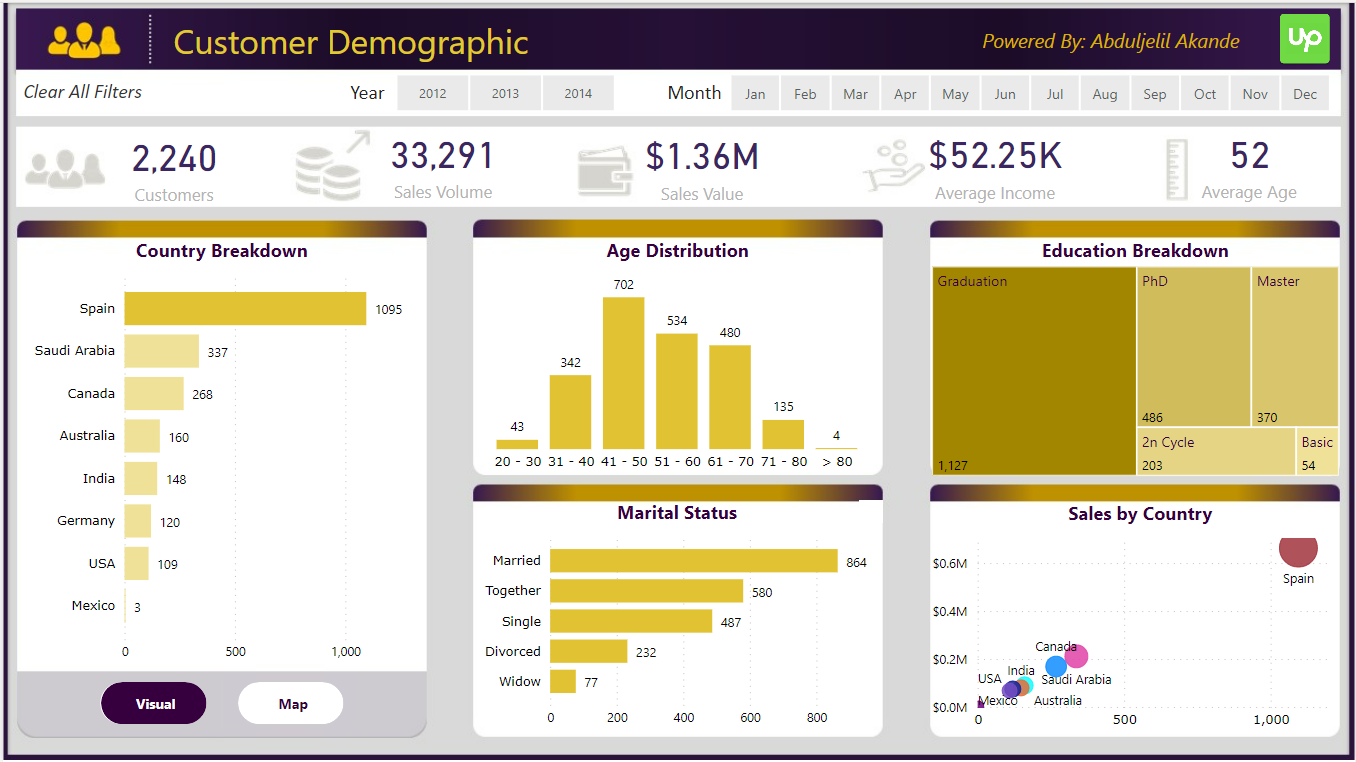 Customer Demographic
Powered By: Abduljelil Akande
up
Clear All Filters
Year
2012
2013
2014
Month
Jan
Feb
Mar
Apr
May
Jun
Jul
Aug
Sep
Oct
Nov
Dec
2,240
Customers
33,291
Sales Volume
$1.36M
Sales Value
$52.25K
Average Income
52
Average Age
Country Breakdown
Spain 1095
Saudi Arabia 337
Canada 268
Australia 160
India 148
Germany 120
USA 109
Mexico 3
0 500 1,000
Visual
Map
Age Distribution
43 342 702 534 480 135 4
20 - 30 31 - 40 41 - 50 51 - 60 61 - 70 71 - 80 > 80
Marital Status
Married 864
Together 580
Single 487
Divorced 232
Widow 77
0 200 400 600 800
Education Breakdown
Graduation
1,127
PhD
486
Master
370
2n Cycle
203
Basic
54
Sales by Country
$0.6M
$0.4M
$0.2M
$0.0M
Spain
Canada
India
Saudi Arabia
USA
Mexico
Australia
0 500 1,000